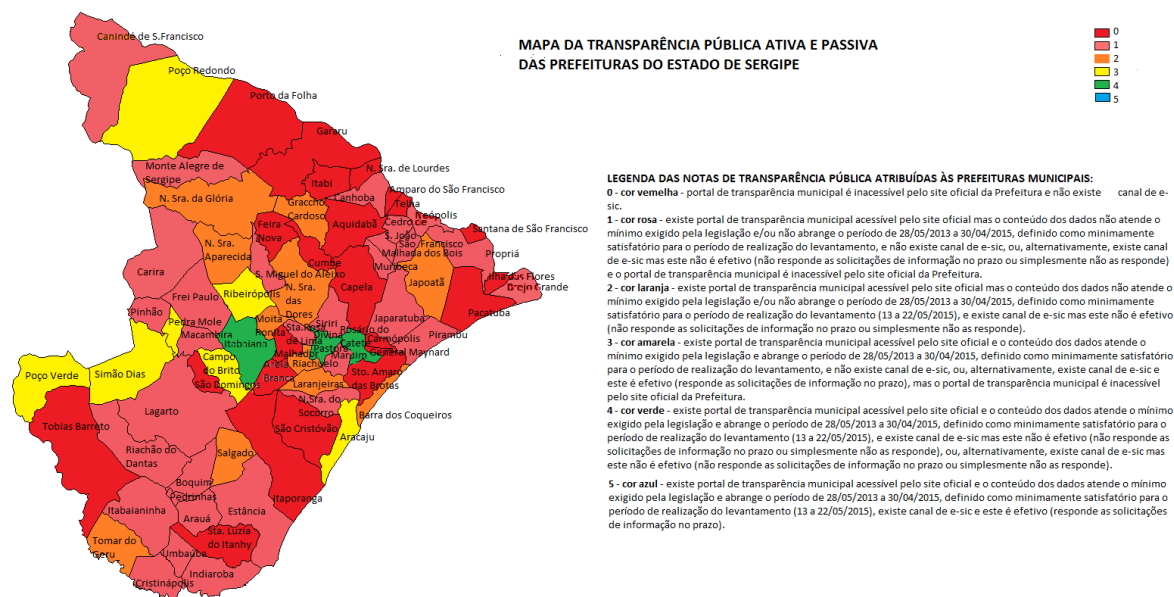 MAPA DA TRANSPARÊNCIA PÚBLICA ATIVA E PASSIVA
DAS PREFEITURAS DO ESTADO DE SERGIPE
0
1
2
3
4
5
LEGENDA DAS NOTAS DE TRANSPARÊNCIA PÚBLICA ATRIBUÍDAS ÀS PREFEITURAS MUNICIPAIS:
0 - cor vemelha - portal de transparência municipal é inacessível pelo site oficial da Prefeitura e não existe canal de e-
sic.
1 - cor rosa - existe portal de transparência municipal acessível pelo site oficial mas o conteúdo dos dados não atende o
mínimo exigido pela legislação e/ou não abrange o período de 28/05/2013 a 30/04/2015, definido como minimamente
satisfatório para o período de realização do levantamento, e não existe canal de e-sic, ou, alternativamente, existe canal
de e-sic mas este não é efetivo (não responde as solicitações de informação no prazo ou simplesmente não as responde)
e o portal de transparência municipal é inacessível pelo site oficial da Prefeitura.
2 - cor laranja - existe portal de transparência municipal acessível pelo site oficial mas o conteúdo dos dados não atende o
mínimo exigido pela legislação e/ou não abrange o período de 28/05/2013 a 30/04/2015, definido como minimamente
satisfatório para o período de realização do levantamento (13 a 22/05/2015), e existe canal de e-sic mas este não é efetivo
(não responde as solicitações de informação no prazo ou simplesmente não as responde).
3 - cor amarela - existe portal de transparência municipal acessível pelo site oficial e o conteúdo dos dados atende o mínimo
exigido pela legislação e abrange o período de 28/05/2013 a 30/04/2015, definido como minimamente satisfatório
para o período de realização do levantamento, e não existe canal de e-sic, ou, alternativamente, existe canal de e-sic e
este é efetivo (responde as solicitações de informação no prazo), mas o portal de transparência municipal é inacessível
pelo site oficial da Prefeitura.
4 - cor verde - existe portal de transparência municipal acessível pelo site oficial e o conteúdo dos dados atende o mínimo
exigido pela legislação e abrange o período de 28/05/2013 a 30/04/2015, definido como minimamente satisfatório para o
período de realização do levantamento (13 a 22/05/2015), e existe canal de e-sic mas este não é efetivo (não responde as
solicitações de informação no prazo ou simplesmente não as responde), ou, alternativamente, existe canal de e-sic mas
este não é efetivo (não responde as solicitações de informação no prazo ou simplesmente não as responde).
5 - cor azul - existe portal de transparência municipal acessível pelo site oficial e o conteúdo dos dados atende o mínimo
exigido pela legislação e abrange o período de 28/05/2013 a 30/04/2015, definido como minimamente satisfatório para o
período de realização do levantamento (13 a 22/05/2015), existe canal de e-sic e este é efetivo (responde as solicitações
de informação no prazo).
Canindé de S.Francisco
Poço Redondo
Porto da Folha
Gararu
Monte Alegre de
Sergipe
N. Sra. de Lourdes
Itabi
Amparo do São Francisco
Canhoba
Telha
N. Sra. da Glória
Graccho
Cardoso
Neópolis
Cedro de
S. João
Feira
Nova
Aquidabã
Santana de São Francisco
São Francisco
Malhada dos Bois
Propriá
N. Sra.
Aparecida
Cumbe
Muribeca
Carira
S. Miguel do Aleixo
Ilha das Flores
Brejo Grande
Japoatã
Capela
Frei Paulo
Ribeirópolis
N. Sra.
das
Dores
Pinhão
Pacatuba
Pedra Mole
Moita
Bonita
Siriri
Japaratuba
Macambira
Itabaiana
Sta. Rosa
de Lima
Divina
Pastora
Rosário do
Catete
Carmópolis
Pirambu
Malhador
Maruim
General Maynard
Campo
do Brito
Areia
Branca
Riachuelo
Poço Verde
Simão Dias
São Domingos
Laranjeiras
Sto. Amaro
das Brotas
N.Sra. do
Socorro
Lagarto
Barra dos Coqueiros
Tobias Barreto
São Cristóvão
Aracaju
Riachão do
Dantas
Salgado
Boquim
Pedrinhas
Itaporanga
Itabaianinha
Arauá
Estância
Sta. Luzia
do Itanhy
Tomar do
Geru
Umbaúba
Indiaroba
Cristinápolis